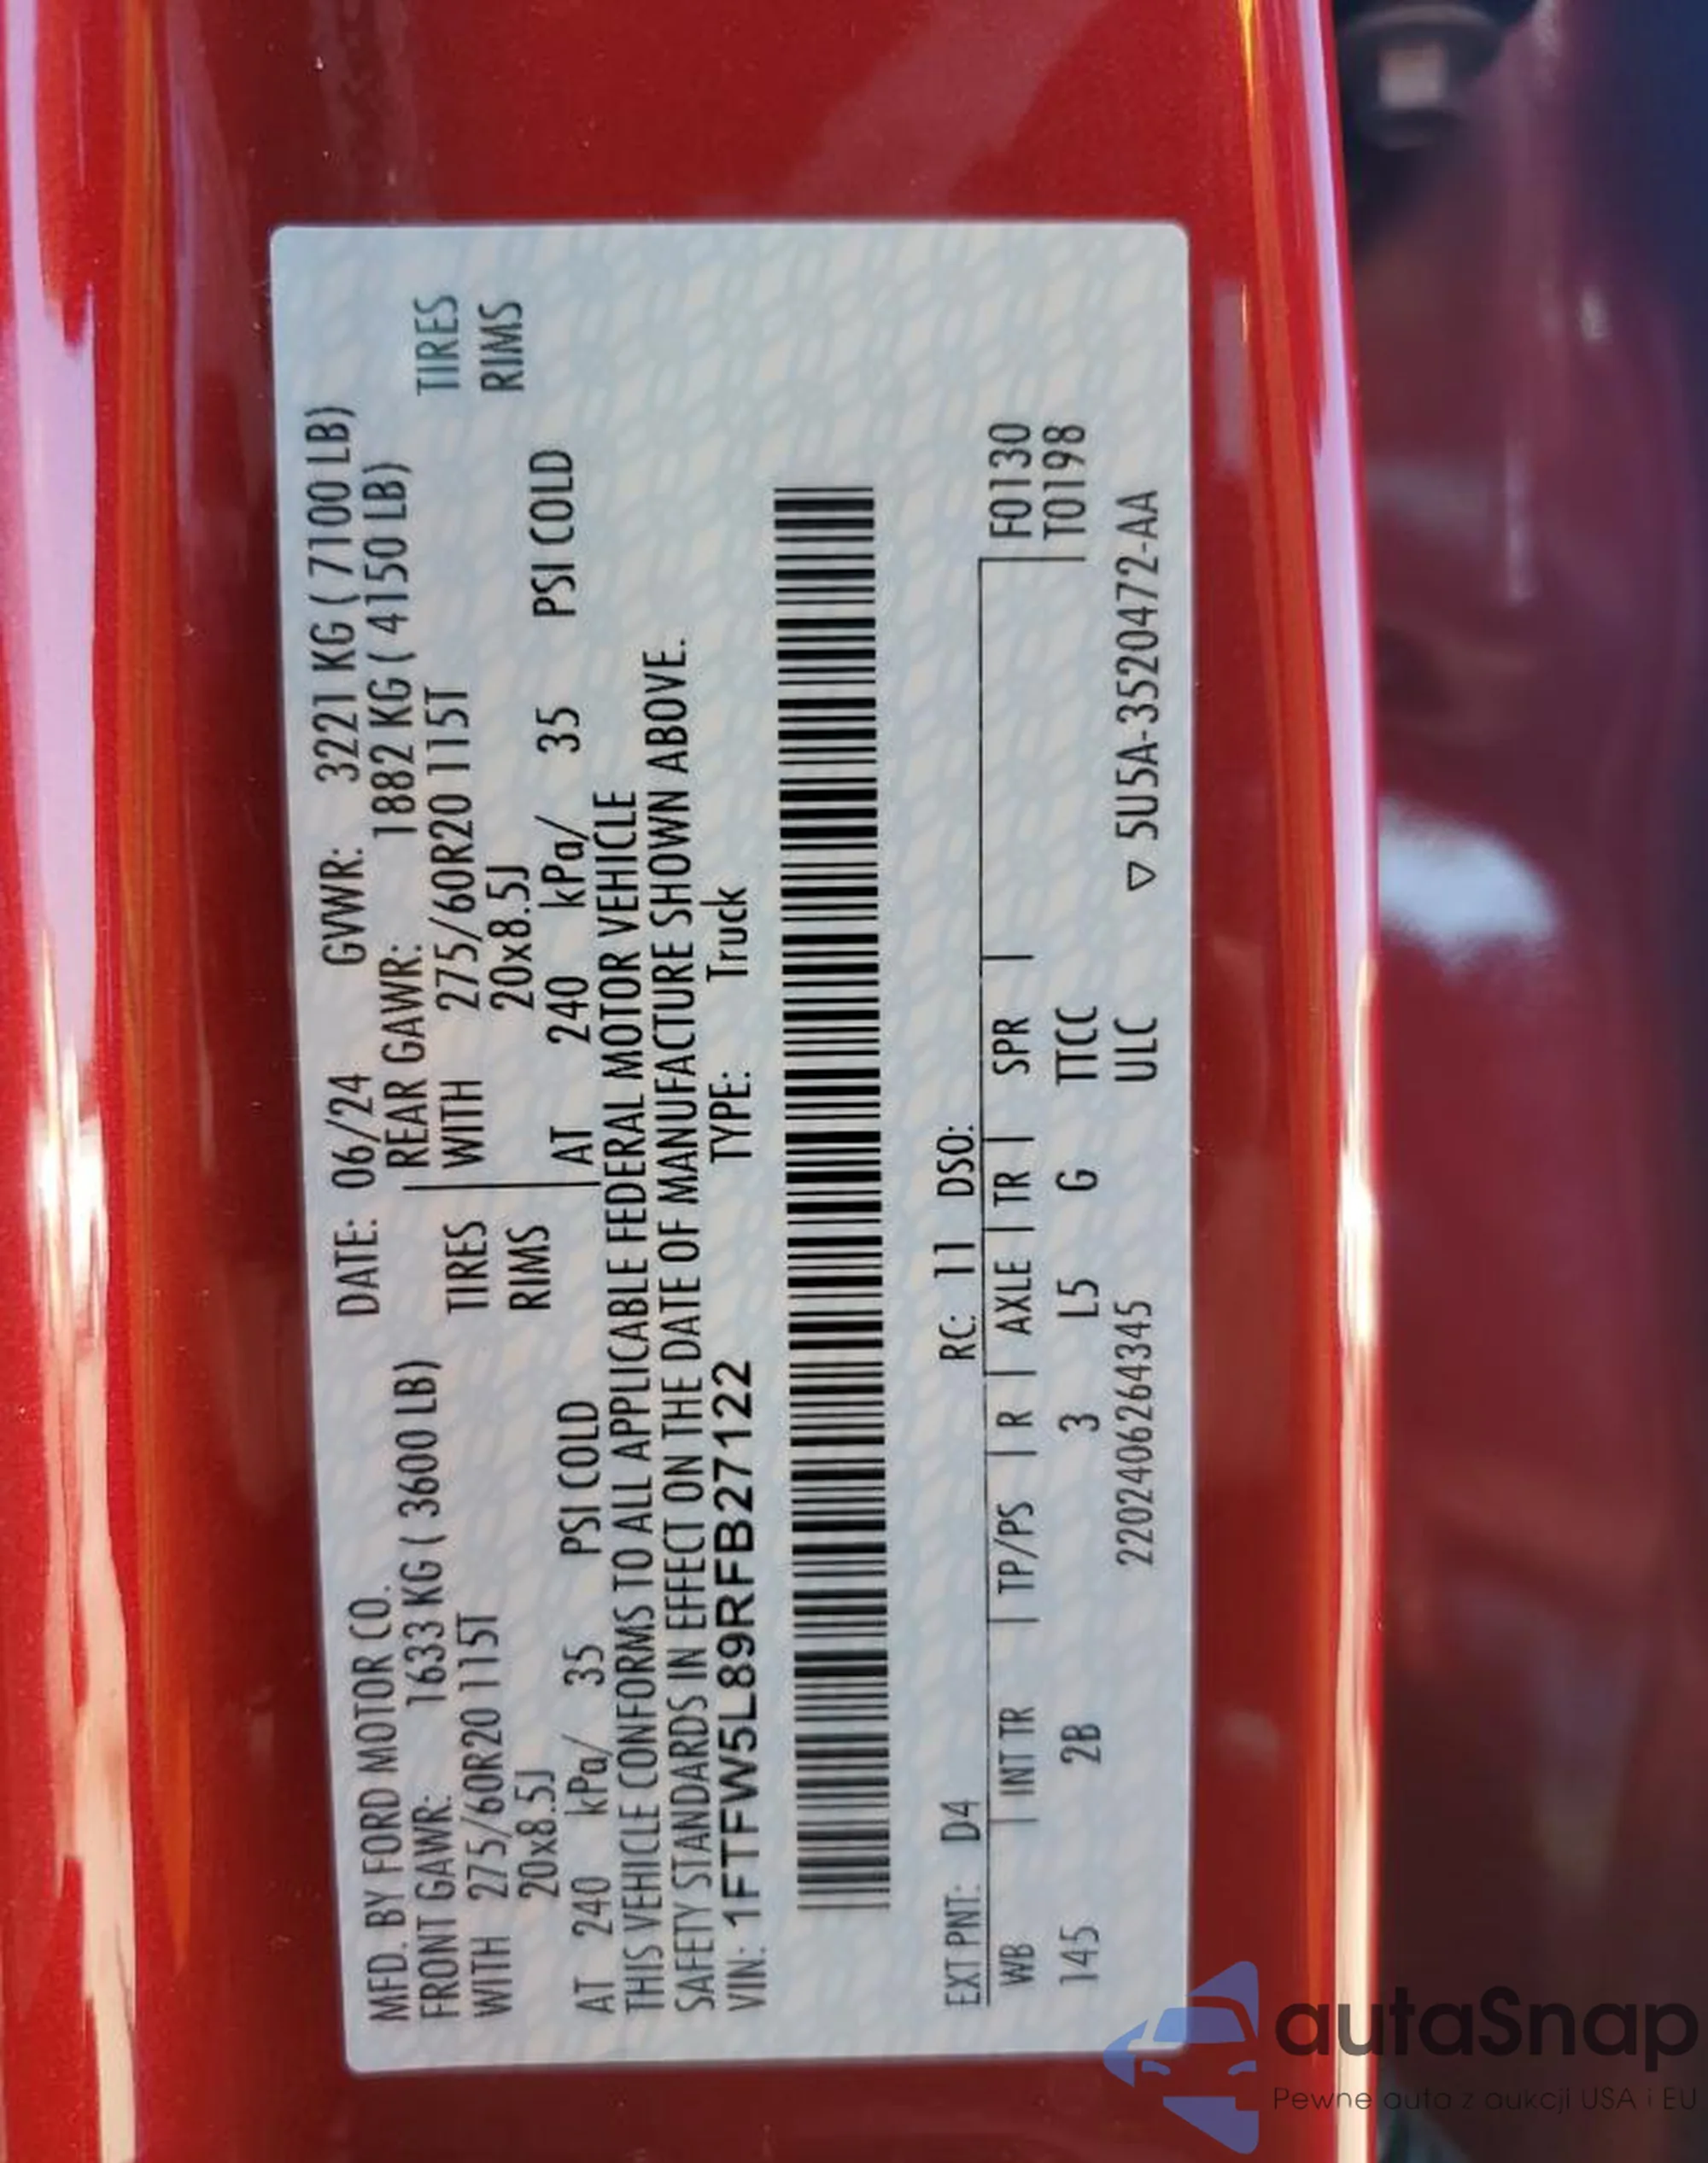 MFD. BY FORD MOTOR CO. DATE: 06/24 GVWR: 3221 KG ( 7100 LB)
FRONT GAWR: 1633 KG ( 3600 LB) REAR GAWR: 1882 KG ( 4150 LB)
WITH 275/60R20 115T TIRES WITH 275/60R20 115T TIRES
20x8.5J RIMS 20x8.5J RIMS
AT 240 kPa/ 35 PSI COLD AT 240 kPa/ 35 PSI COLD
THIS VEHICLE CONFORMS TO ALL APPLICABLE FEDERAL MOTOR VEHICLE
SAFETY STANDARDS IN EFFECT ON THE DATE OF MANUFACTURE SHOWN ABOVE.
VIN: 1FTFW5L89RFB27122 TYPE: Truck
EXT PNT: D4 RC: 11 DSO:
WB | INT TR | TP/PS | R | AXLE | TR | SPR | F0130
145 2B 3 L5 G TTCC T0198
220240626264345 ULC ▽ 5U5A-3520472-AA
autaSnap
Pewne auta z aukcji USA i EU